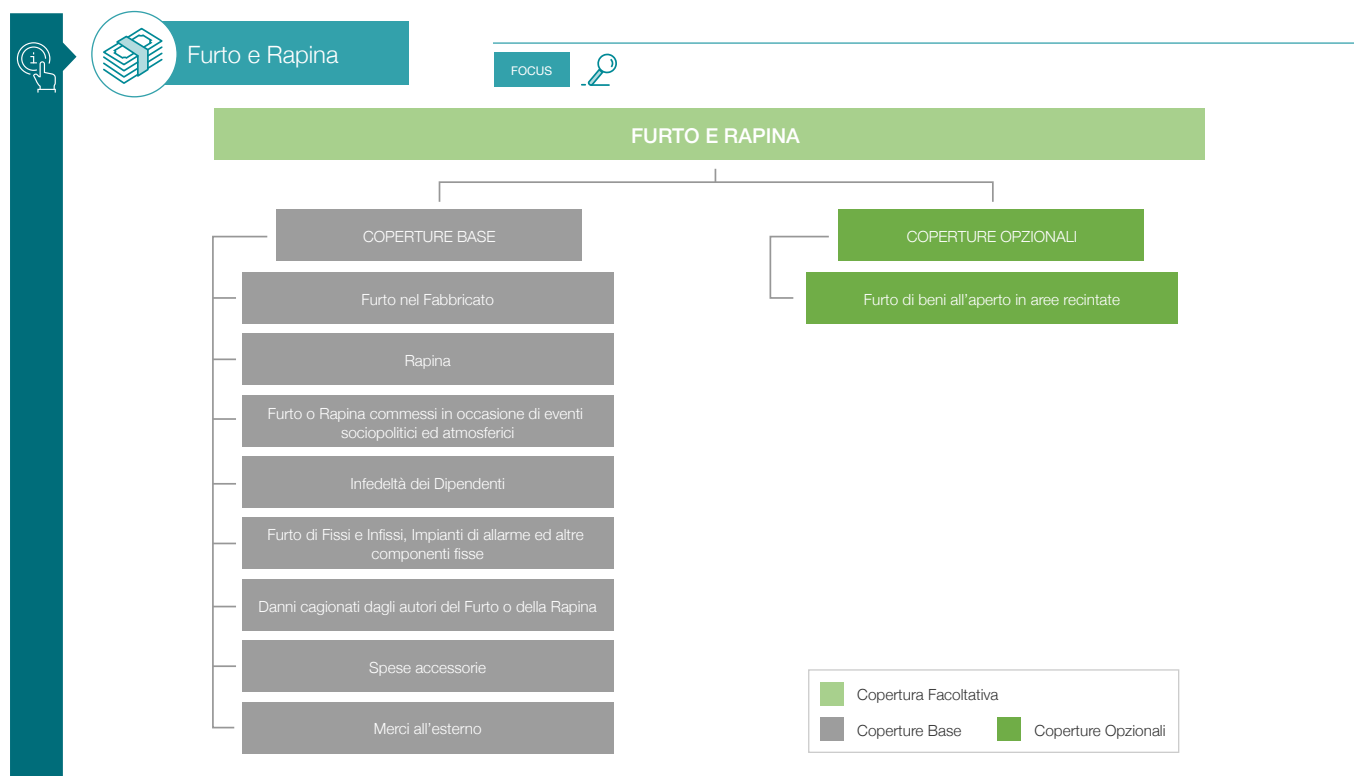 Furto e Rapina
FOCUS
FURTO E RAPINA
COPERTURE BASE
COPERTURE OPZIONALI
Furto nel Fabbricato
Furto di beni all'aperto in aree recintate
Rapina
Furto o Rapina commessi in occasione di eventi
sociopolitici ed atmosferici
Infedeltà dei Dipendenti
Furto di Fissi e Infissi, Impianti di allarme ed altre
componenti fisse
Danni cagionati dagli autori del Furto o della Rapina
Spese accessorie
Merci all'esterno
Copertura Facoltativa
Coperture Base
Coperture Opzionali